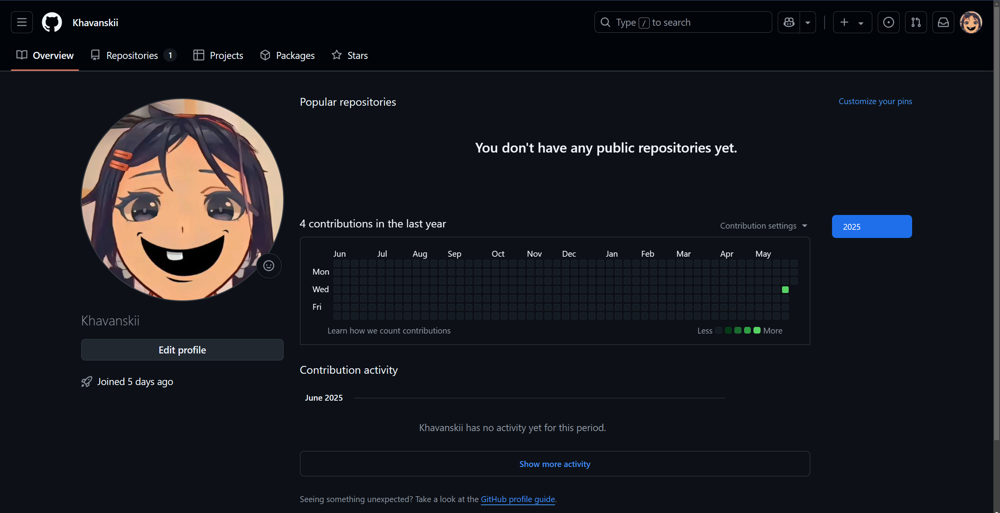 Khavanskii
Type / to search
Overview
Repositories 1
Projects
Packages
Stars
Khavanskii
Edit profile
Joined 5 days ago
Popular repositories
Customize your pins
You don't have any public repositories yet.
4 contributions in the last year
Contribution settings
2025
Jun Jul Aug Sep Oct Nov Dec Jan Feb Mar Apr May
Mon
Wed
Fri
Learn how we count contributions
Less More
Contribution activity
June 2025
Khavanskii has no activity yet for this period.
Show more activity
Seeing something unexpected? Take a look at the GitHub profile guide.